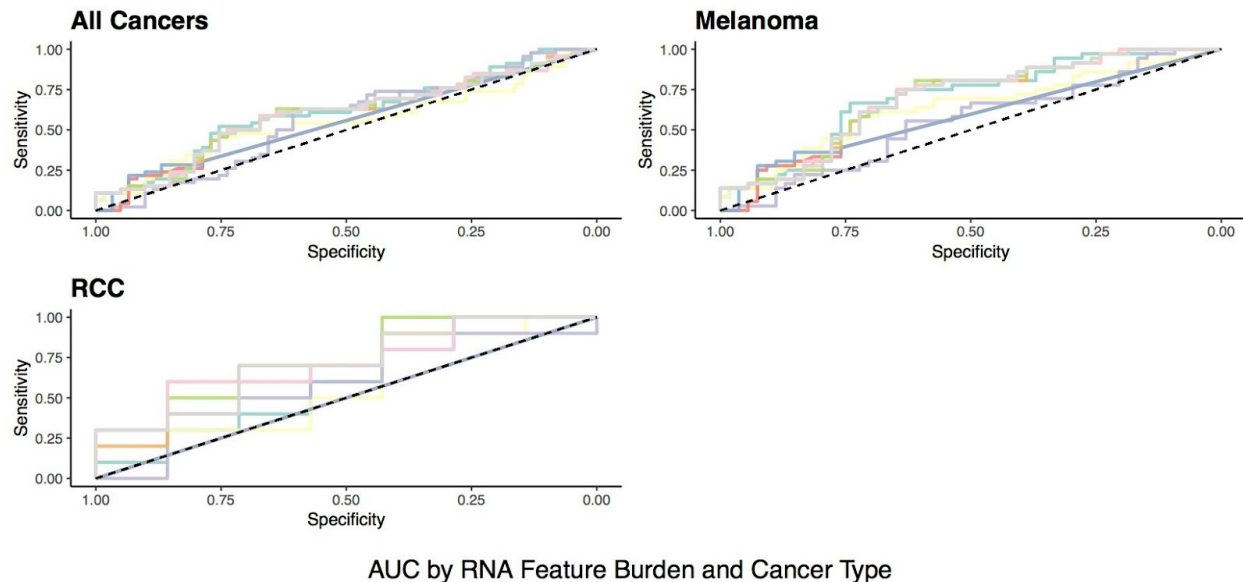 All Cancers
1.00
0.75
0.50
0.25
0.00
Sensitivity
1.00 0.75 0.50 0.25 0.00
Specificity
Melanoma
1.00
0.75
0.50
0.25
0.00
Sensitivity
1.00 0.75 0.50 0.25 0.00
Specificity
RCC
1.00
0.75
0.50
0.25
0.00
Sensitivity
1.00 0.75 0.50 0.25 0.00
Specificity
AUC by RNA Feature Burden and Cancer Type